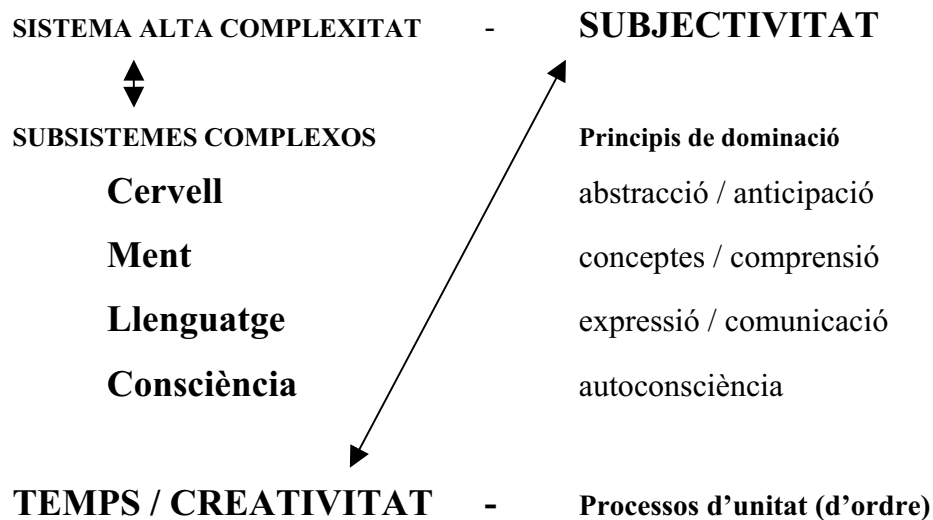 SISTEMA ALTA COMPLEXITAT - SUBJECTIVITAT
SUBSISTEMES COMPLEXOS Principis de dominació
Cervell abstracció / anticipació
Ment conceptes / comprensió
Llenguatge expressió / comunicació
Consciència autoconsciència
TEMPS / CREATIVITAT - Processos d’unitat (d’ordre)